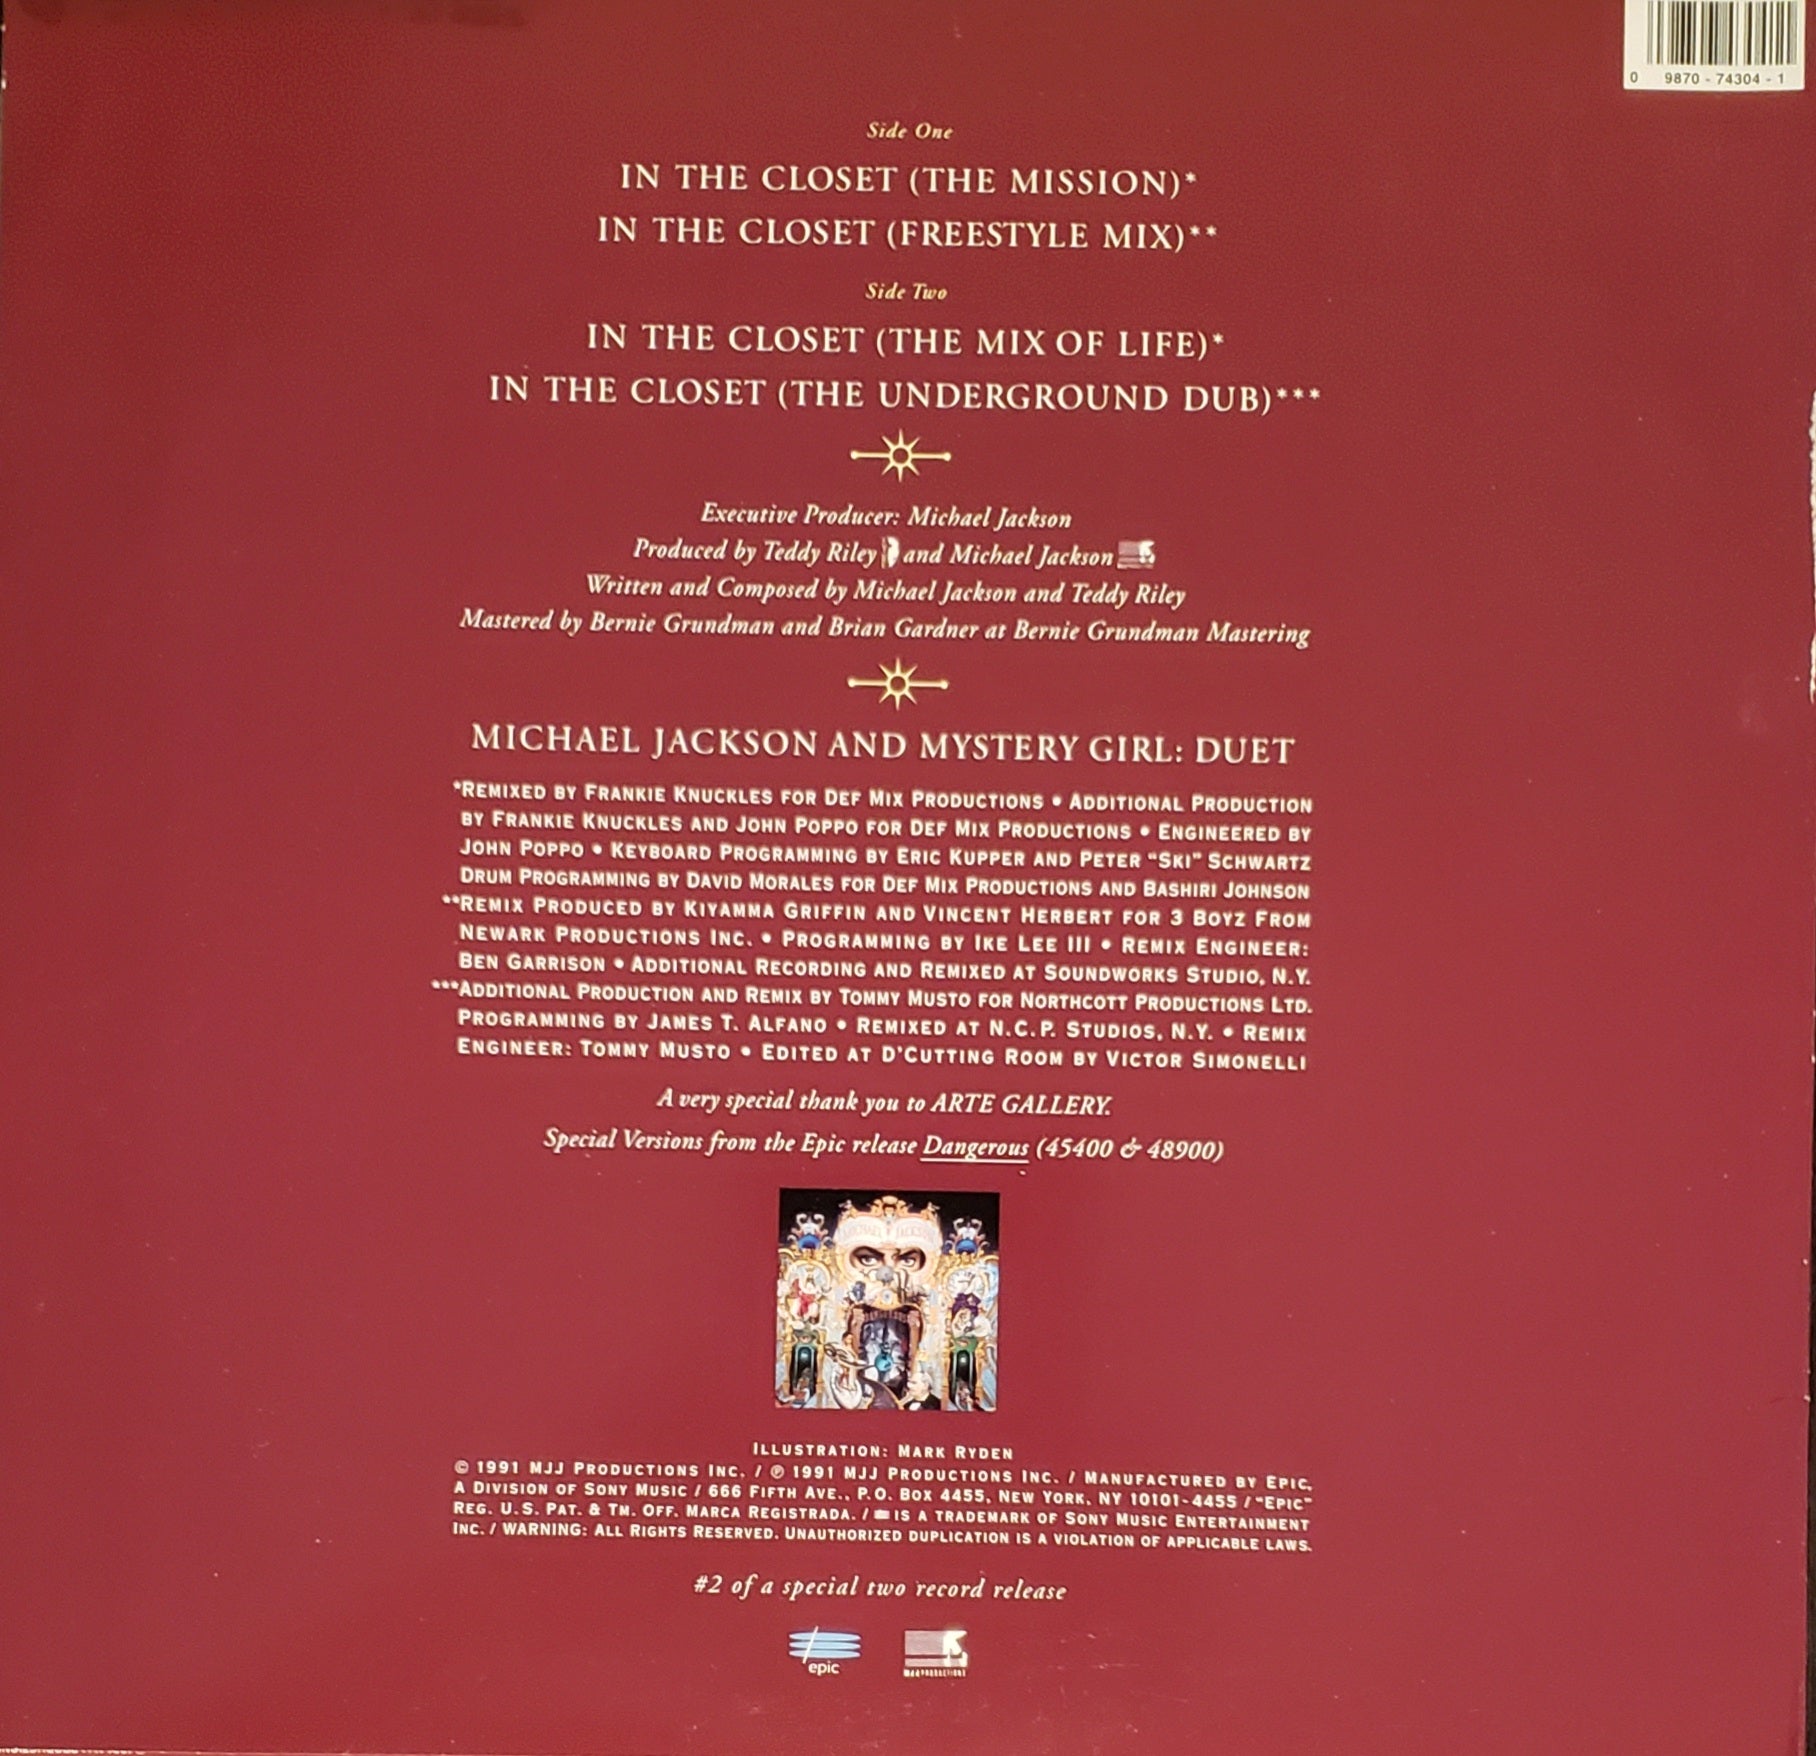 0 9870 - 74304 - 1
Side One
IN THE CLOSET (THE MISSION)*
IN THE CLOSET (FREESTYLE MIX)**
Side Two
IN THE CLOSET (THE MIX OF LIFE)*
IN THE CLOSET (THE UNDERGROUND DUB)***
Executive Producer: Michael Jackson
Produced by Teddy Riley and Michael Jackson
Written and Composed by Michael Jackson and Teddy Riley
Mastered by Bernie Grundman and Brian Gardner at Bernie Grundman Mastering
MICHAEL JACKSON AND MYSTERY GIRL: DUET
*REMIXED BY FRANKIE KNUCKLES FOR DEF MIX PRODUCTIONS • ADDITIONAL PRODUCTION
BY FRANKIE KNUCKLES AND JOHN POPPO FOR DEF MIX PRODUCTIONS • ENGINEERED BY
JOHN POPPO • KEYBOARD PROGRAMMING BY ERIC KUPPER AND PETER "SKI" SCHWARTZ
DRUM PROGRAMMING BY DAVID MORALES FOR DEF MIX PRODUCTIONS AND BASHIRI JOHNSON
**REMIX PRODUCED BY KIYAMMA GRIFFIN AND VINCENT HERBERT FOR 3 BOYZ FROM
NEWARK PRODUCTIONS INC. • PROGRAMMING BY IKE LEE III • REMIX ENGINEER:
BEN GARRISON • ADDITIONAL RECORDING AND REMIXED AT SOUNDWORKS STUDIO, N.Y.
***ADDITIONAL PRODUCTION AND REMIX BY TOMMY MUSTO FOR NORTHCOTT PRODUCTIONS LTD.
PROGRAMMING BY JAMES T. ALFANO • REMIXED AT N.C.P. STUDIOS, N.Y. • REMIX
ENGINEER: TOMMY MUSTO • EDITED AT D'CUTTING ROOM BY VICTOR SIMONELLI
A very special thank you to ARTE GALLERY.
Special Versions from the Epic release Dangerous (45400 & 48900)
MICHAEL JACKSON
ILLUSTRATION: MARK RYDEN
© 1991 MJJ PRODUCTIONS INC. / ℗ 1991 MJJ PRODUCTIONS INC. / MANUFACTURED BY EPIC,
A DIVISION OF SONY MUSIC / 666 FIFTH AVE., P.O. BOX 4455, NEW YORK, NY 10101-4455 / "EPIC"
REG. U.S. PAT. & TM. OFF. MARCA REGISTRADA. / IS A TRADEMARK OF SONY MUSIC ENTERTAINMENT
INC. / WARNING: ALL RIGHTS RESERVED. UNAUTHORIZED DUPLICATION IS A VIOLATION OF APPLICABLE LAWS.
#2 of a special two record release
epic
MJJ PRODUCTIONS